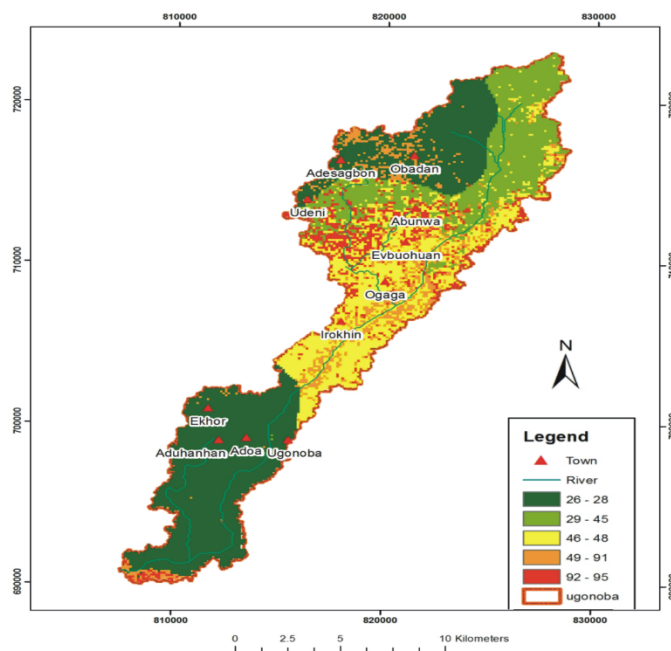 810000 820000 830000
720000
Adesagbon Obadan
Udeni
Abunwa
710000
Evbuohuan
Ogaga
Irokhin
N
700000
Ekhor
Aduhanhan Adoa Ugonoba
690000
Legend
Town
River
26 - 28
29 - 45
46 - 48
49 - 91
92 - 95
ugonoba
810000 820000 830000
0 2.5 5 10 Kilometers